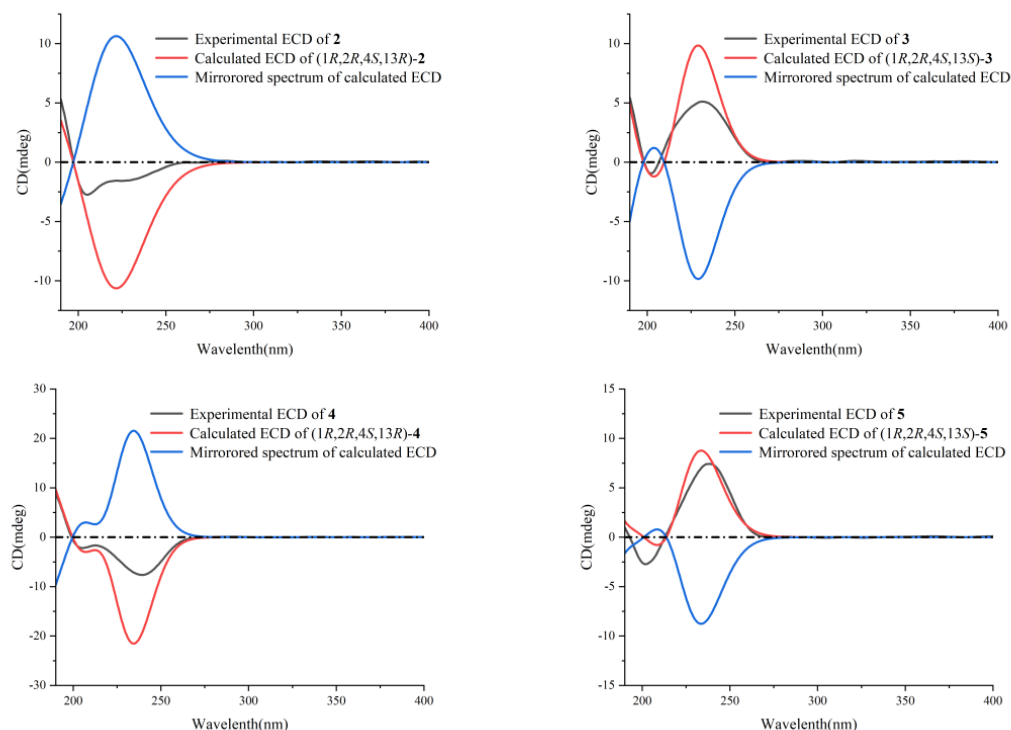 10
5
0
-5
-10
CD(mdeg)
200
250
300
350
400
Wavelenth(nm)
Experimental ECD of 2
Calculated ECD of (1R,2R,4S,13R)-2
Mirrorored spectrum of calculated ECD
10
5
0
-5
-10
CD(mdeg)
200
250
300
350
400
Wavelenth(nm)
Experimental ECD of 3
Calculated ECD of (1R,2R,4S,13S)-3
Mirrorored spectrum of calculated ECD
30
20
10
0
-10
-20
-30
CD(mdeg)
200
250
300
350
400
Wavelenth(nm)
Experimental ECD of 4
Calculated ECD of (1R,2R,4S,13R)-4
Mirrorored spectrum of calculated ECD
15
10
5
0
-5
-10
-15
CD(mdeg)
200
250
300
350
400
Wavelenth(nm)
Experimental ECD of 5
Calculated ECD of (1R,2R,4S,13S)-5
Mirrorored spectrum of calculated ECD